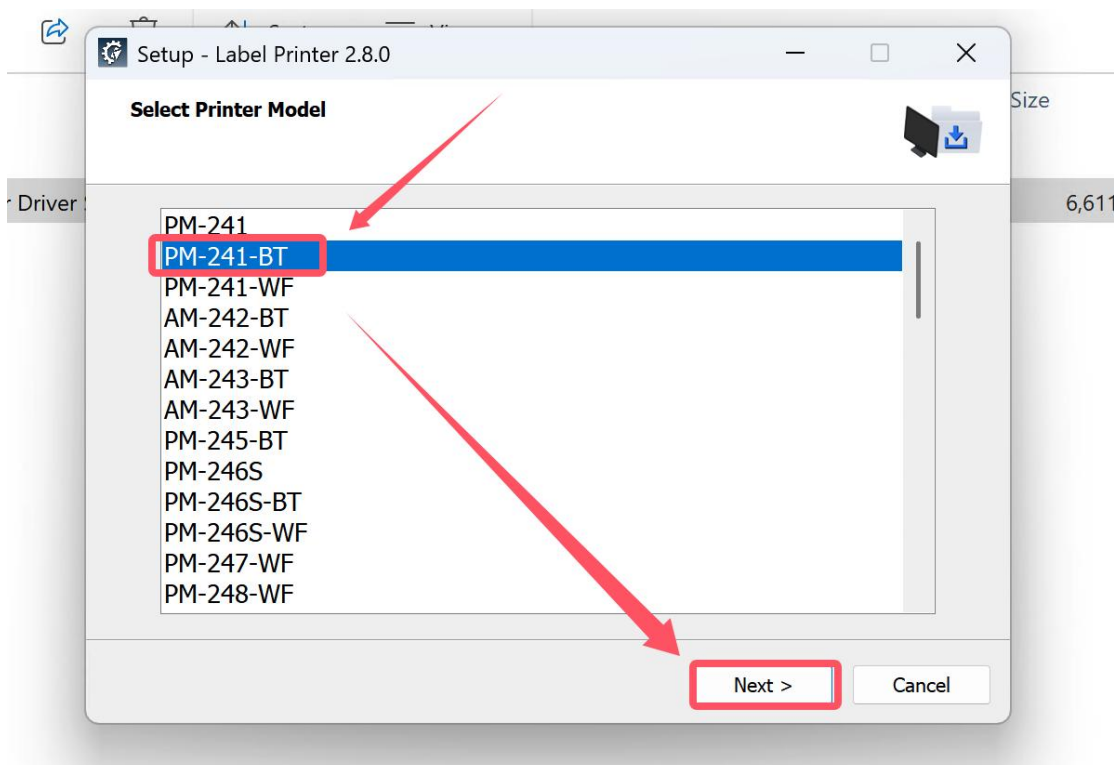 Setup - Label Printer 2.8.0
Select Printer Model
Size
Driver
6,611
PM-241
PM-241-BT
PM-241-WF
AM-242-BT
AM-242-WF
AM-243-BT
AM-243-WF
PM-245-BT
PM-246S
PM-246S-BT
PM-246S-WF
PM-247-WF
PM-248-WF
Next >
Cancel